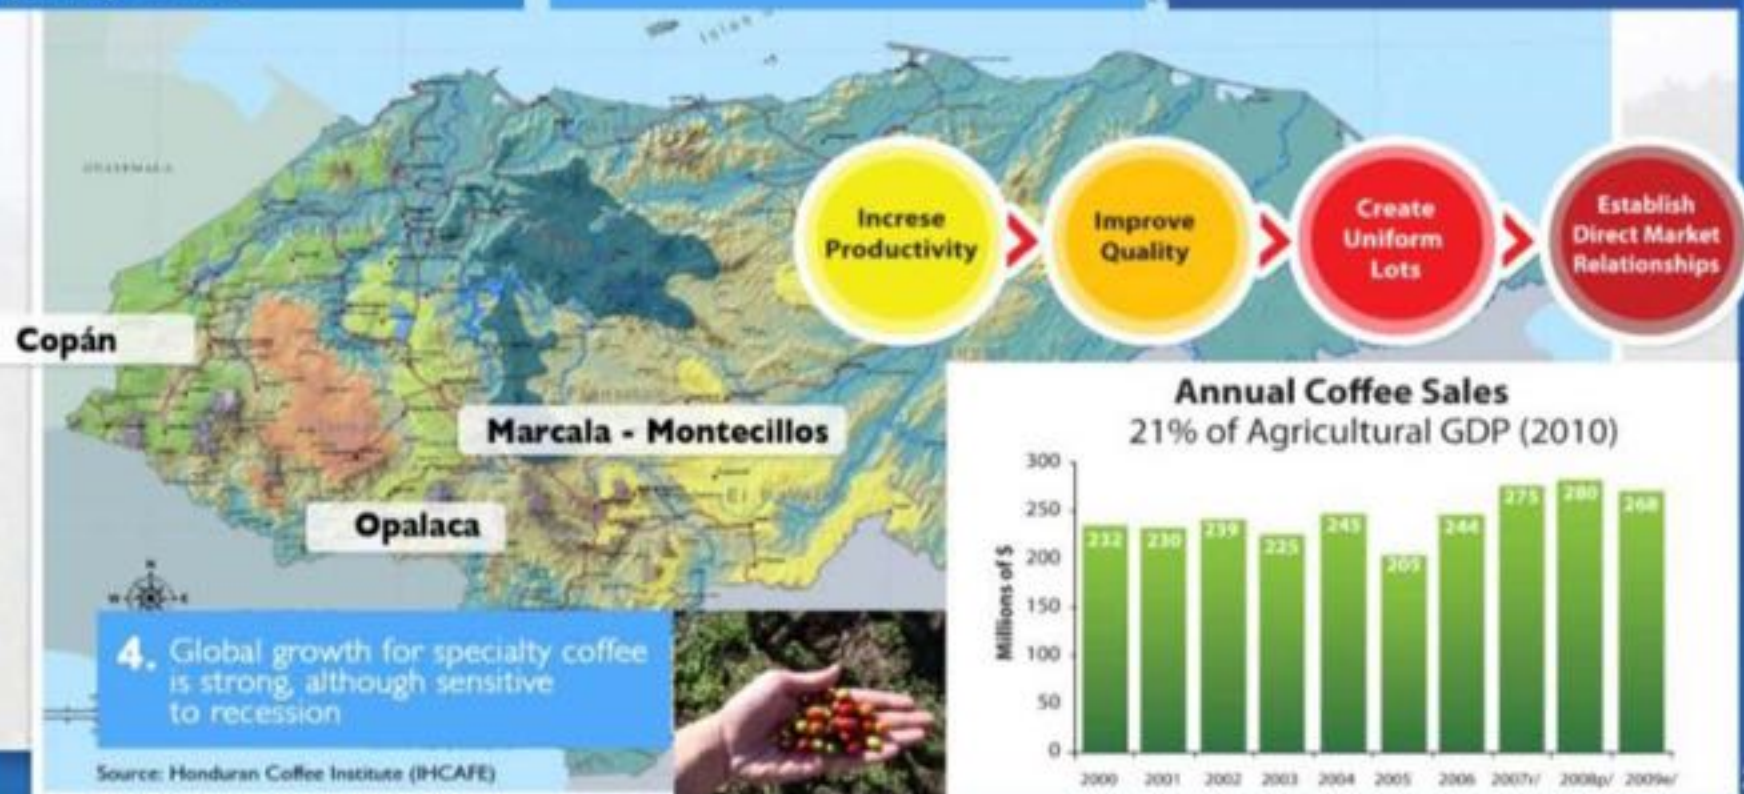 Increse
Productivity
Improve
Quality
Create
Uniform
Lots
Establish
Direct Market
Relationships
Copán
Marcala - Montecillos
Opalaca
N
W
E
4. Global growth for specialty coffee
is strong, although sensitive
to recession
Source: Honduran Coffee Institute (IHCAFE)
Annual Coffee Sales
21% of Agricultural GDP (2010)
Millions of $
300
250
200
150
100
50
0
232
230
239
225
245
205
244
275
280
268
2000
2001
2002
2003
2004
2005
2006
2007r/
2008p/
2009e/